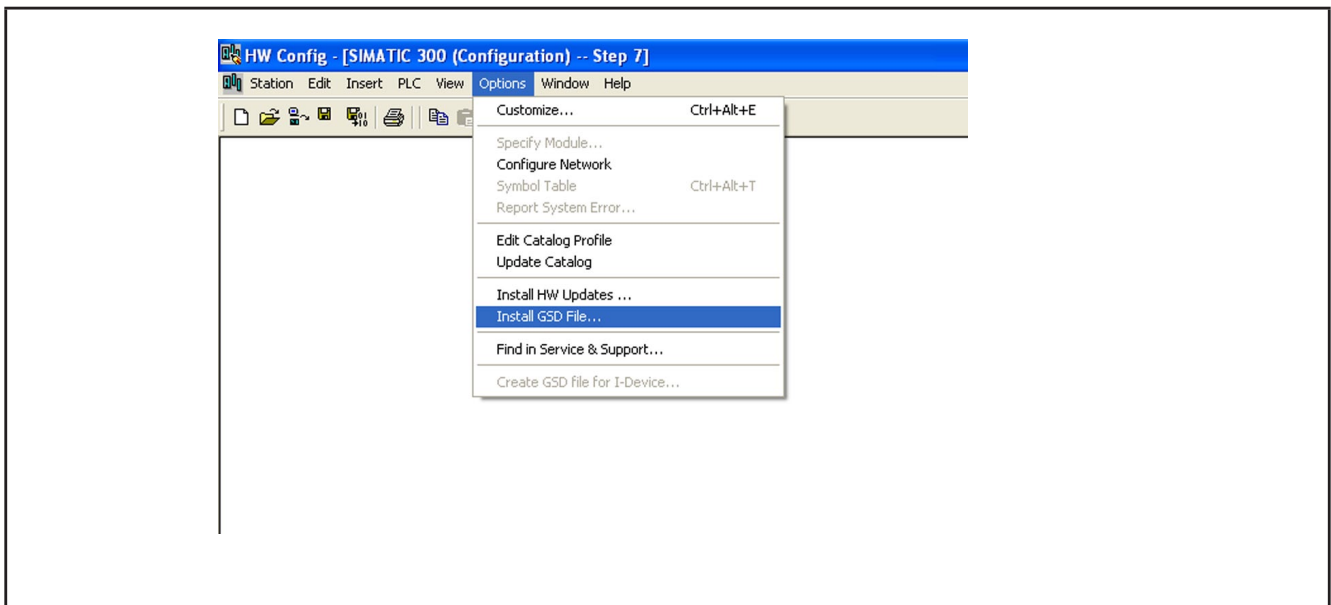 HW Config - [SIMATIC 300 (Configuration) -- Step 7]
Station Edit Insert PLC View Options Window Help
Customize... Ctrl+Alt+E
Specify Module...
Configure Network
Symbol Table Ctrl+Alt+T
Report System Error...
Edit Catalog Profile
Update Catalog
Install HW Updates ...
Install GSD File...
Find in Service & Support...
Create GSD file for I-Device...